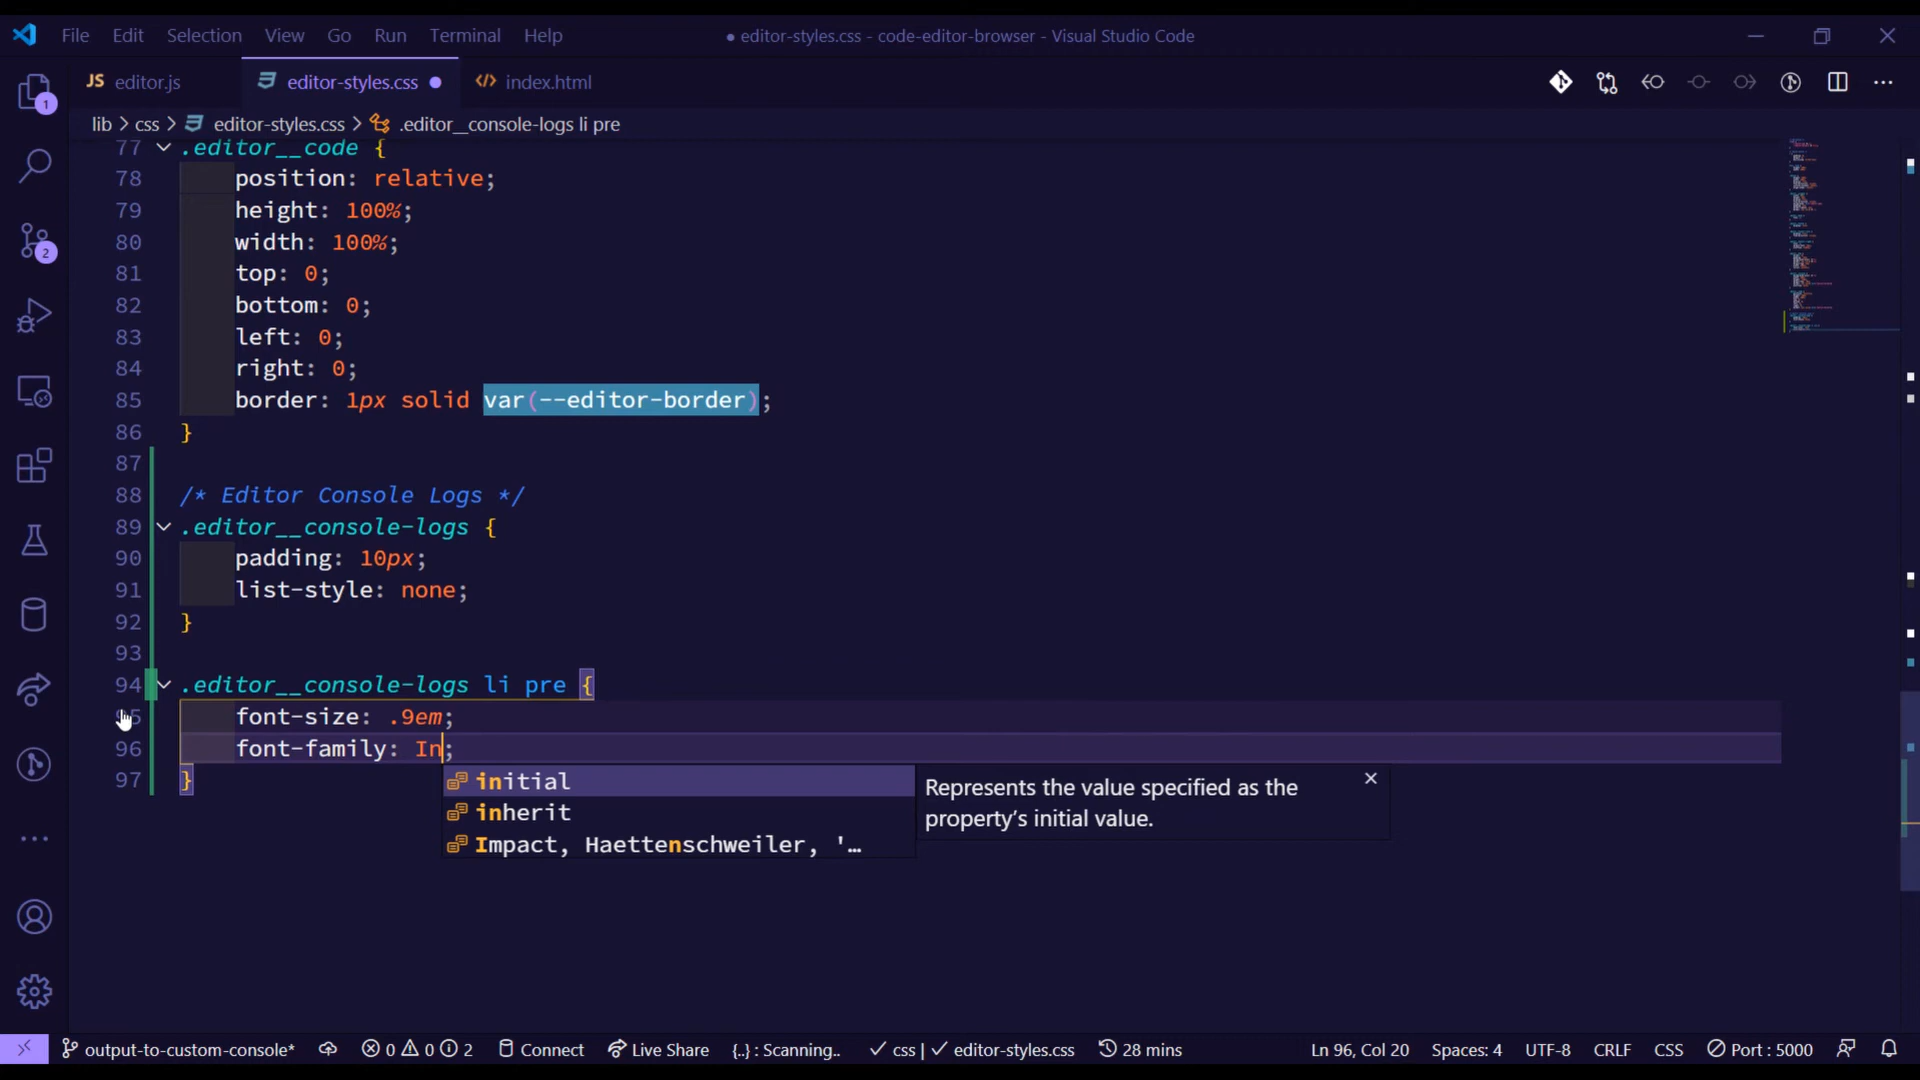 File Edit Selection View Go Run Terminal Help
● editor-styles.css - code-editor-browser - Visual Studio Code
JS editor.js
editor-styles.css ●
index.html
lib > css > editor-styles.css > .editor__console-logs li pre
1
2
77 .editor__code {
78 position: relative;
79 height: 100%;
80 width: 100%;
81 top: 0;
82 bottom: 0;
83 left: 0;
84 right: 0;
85 border: 1px solid var(--editor-border);
86 }
87
88 /* Editor Console Logs */
89 .editor__console-logs {
90 padding: 10px;
91 list-style: none;
92 }
93
94 .editor__console-logs li pre {
95 font-size: .9em;
96 font-family: In;
97 }
initial
inherit
Impact, Haettenschweiler, '…
Represents the value specified as the
property’s initial value.
output-to-custom-console* 0 0 2 Connect Live Share {..} : Scanning.. css | editor-styles.css 28 mins Ln 96, Col 20 Spaces: 4 UTF-8 CRLF CSS Port : 5000